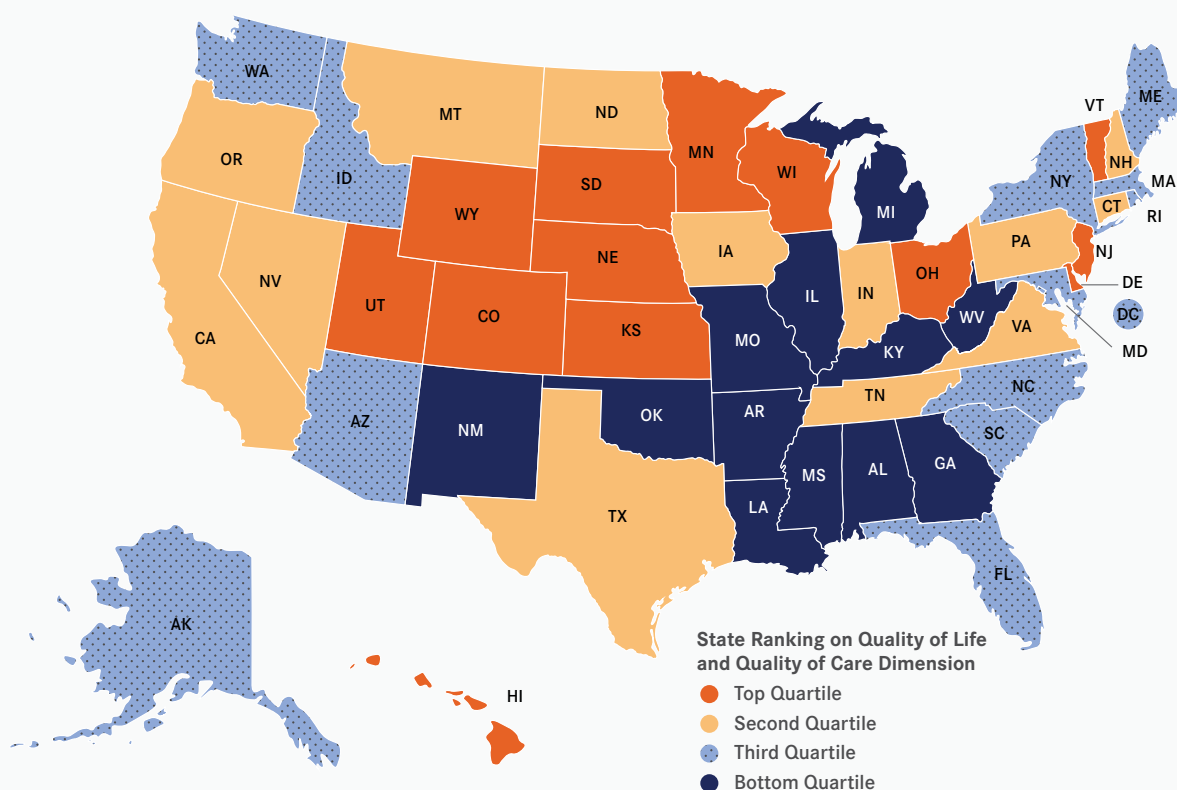 WA
MT
ND
MN
VT
ME
OR
ID
SD
WI
NH
NY
MA
WY
MI
CT
RI
NE
IA
PA
NJ
NV
UT
CO
OH
DE
IL
IN
DC
CA
KS
MO
WV
VA
KY
MD
AZ
NM
OK
AR
TN
NC
SC
MS
AL
GA
LA
TX
FL
AK
HI
State Ranking on Quality of Life
and Quality of Care Dimension
Top Quartile
Second Quartile
Third Quartile
Bottom Quartile